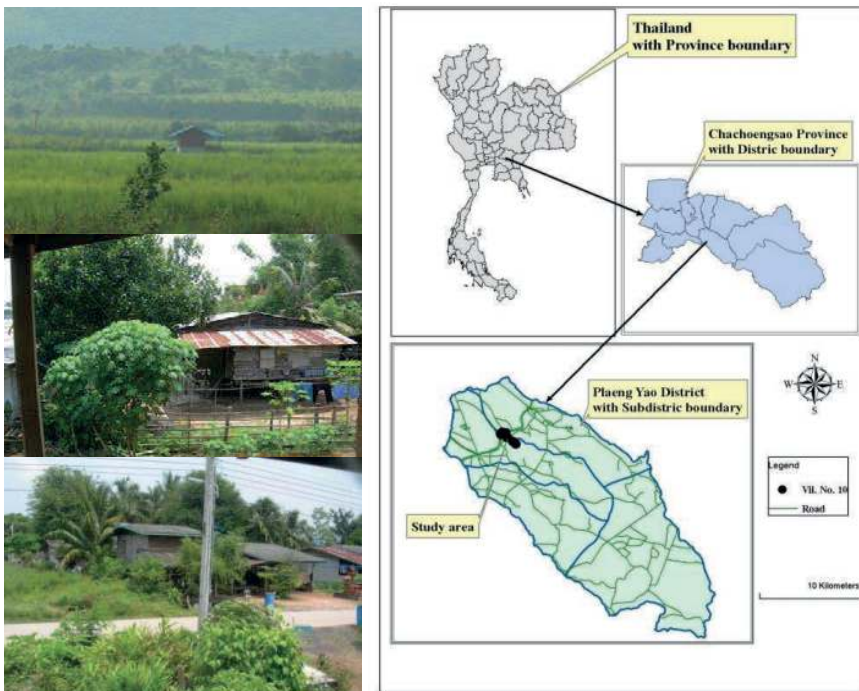 Thailand
with Province boundary
Chachoengsao Province
with Distric boundary
Plaeng Yao District
with Subdistric boundary
Study area
N
W
E
S
Legend
Vil. No. 10
Road
10 Kilometers